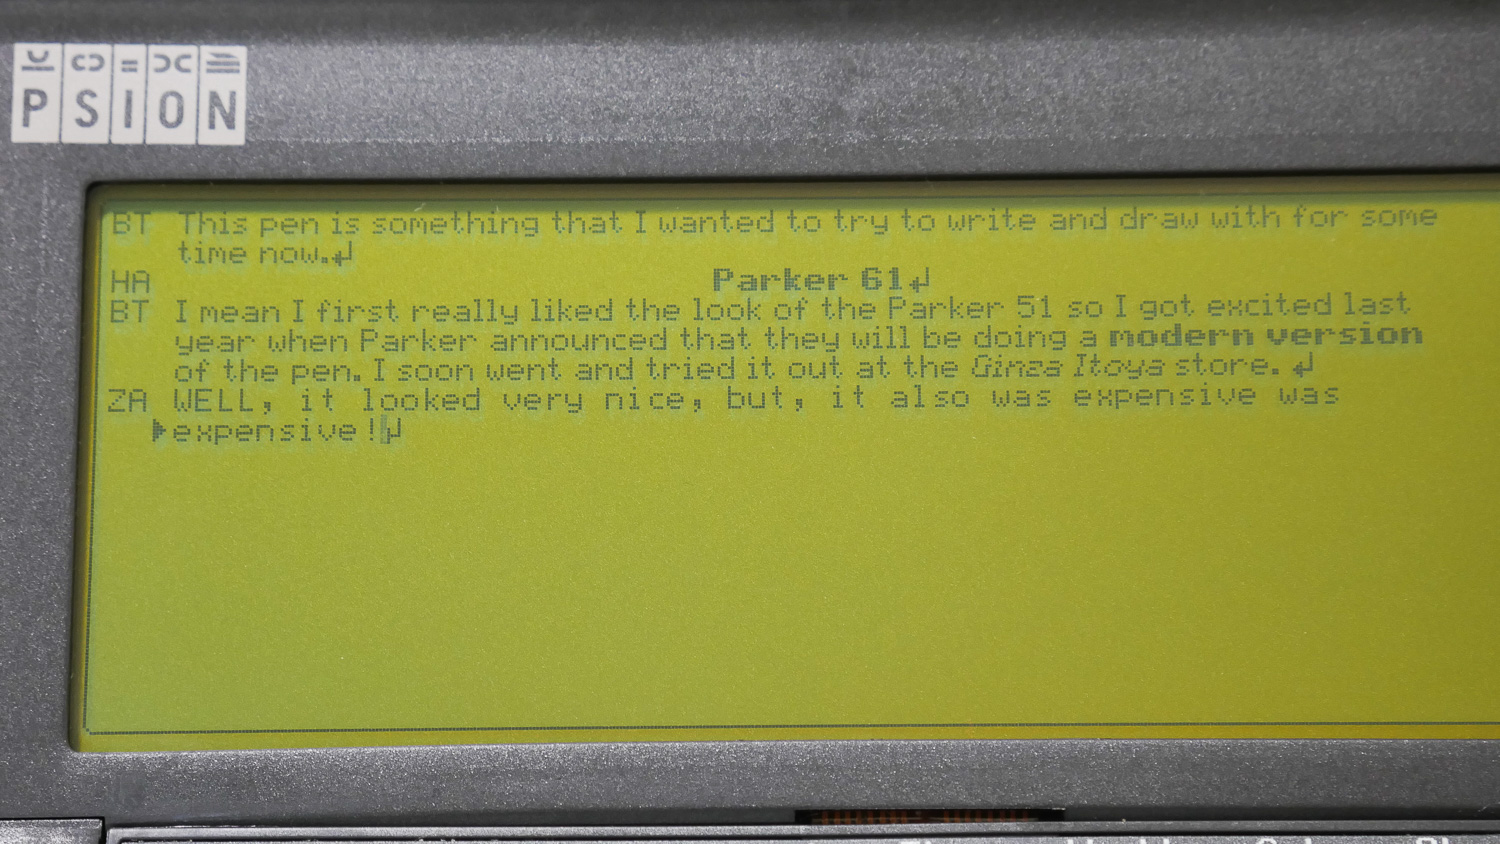 PSION
BT This pen is something that I wanted to try to write and draw with for some
time now.↵
HA Parker 61↵
BT I mean I first really liked the look of the Parker 51 so I got excited last
year when Parker announced that they will be doing a modern version
of the pen. I soon went and tried it out at the Ginza Itoya store. ↵
ZA WELL, it looked very nice, but, it also was expensive was
expensive!↵